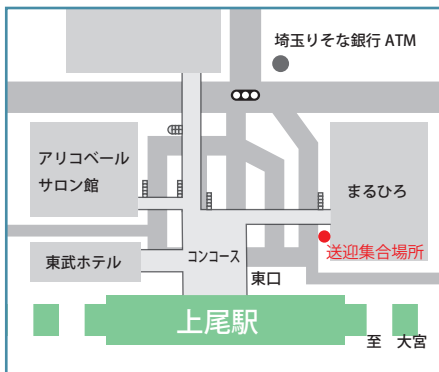 埼玉りそな銀行 ATM
アリコベール
サロン館
まるひろ
送迎集合場所
東武ホテル
コンコース
東口
上尾駅
至 大宮